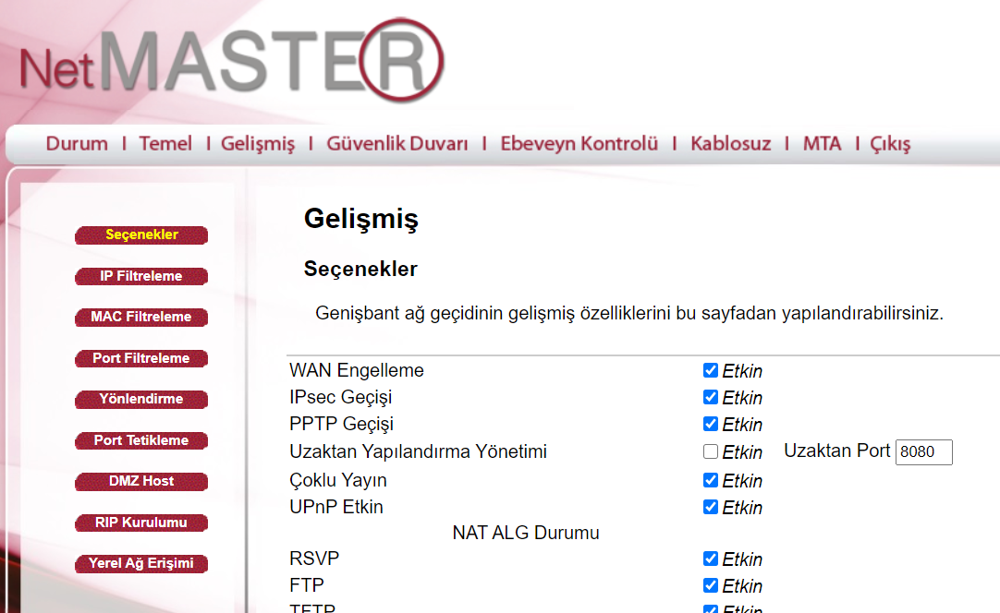 NetMASTER
Durum | Temel | Gelişmiş | Güvenlik Duvarı | Ebeveyn Kontrolü | Kablosuz | MTA | Çıkış
Seçenekler
IP Filtreleme
MAC Filtreleme
Port Filtreleme
Yönlendirme
Port Tetikleme
DMZ Host
RIP Kurulumu
Yerel Ağ Erişimi
Gelişmiş
Seçenekler
Genişbant ağ geçidinin gelişmiş özelliklerini bu sayfadan yapılandırabilirsiniz.
WAN Engelleme Etkin
IPsec Geçişi Etkin
PPTP Geçişi Etkin
Uzaktan Yapılandırma Yönetimi Etkin Uzaktan Port 8080
Çoklu Yayın Etkin
UPnP Etkin Etkin
NAT ALG Durumu
RSVP Etkin
FTP Etkin
TFTP Etkin